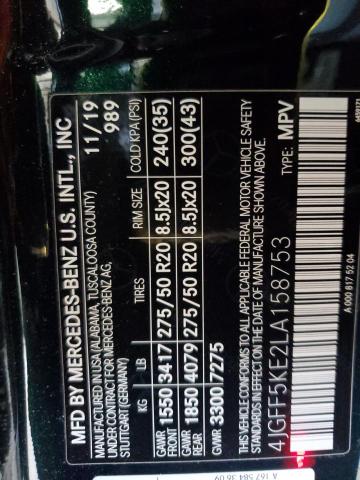 MFD BY MERCEDES-BENZ U.S. INTL., INC
MANUFACTURED IN USA (ALABAMA, TUSCALOOSA COUNTY) 11/19
UNDER CONTRACT FOR MERCEDES-BENZ AG, 989
STUTTGART (GERMANY)
KG LB TIRES RIM SIZE COLD KPA(PSI)
GAWR FRONT 1550 3417 275/50 R20 8.5Jx20 240(35)
GAWR REAR 1850 4079 275/50 R20 8.5Jx20 300(43)
GVWR 3300 7275
CONFORMS TO ALL APPLICABLE FEDERAL MOTOR VEHICLE SAFETY
STANDARDS IN EFFECT ON THE DATE OF MANUFACTURE SHOWN ABOVE.
4JGFF5KE2LA158753 TYPE: MPV
A 000 817 52 04
A 167 584 36 09